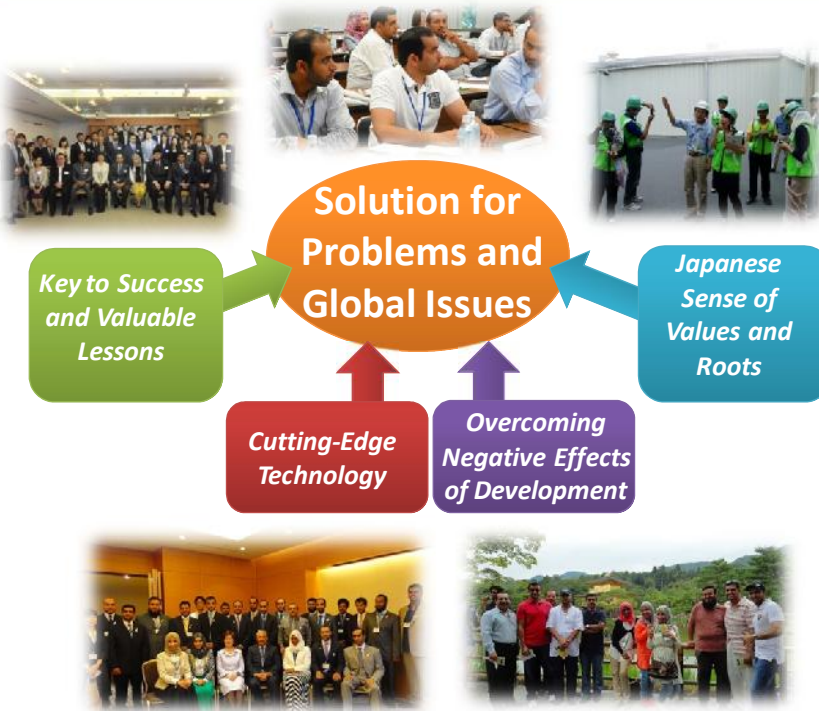 Solution for
Problems and
Global Issues
Key to Success
and Valuable
Lessons
Japanese
Sense of
Values and
Roots
Cutting-Edge
Technology
Overcoming
Negative Effects
of Development